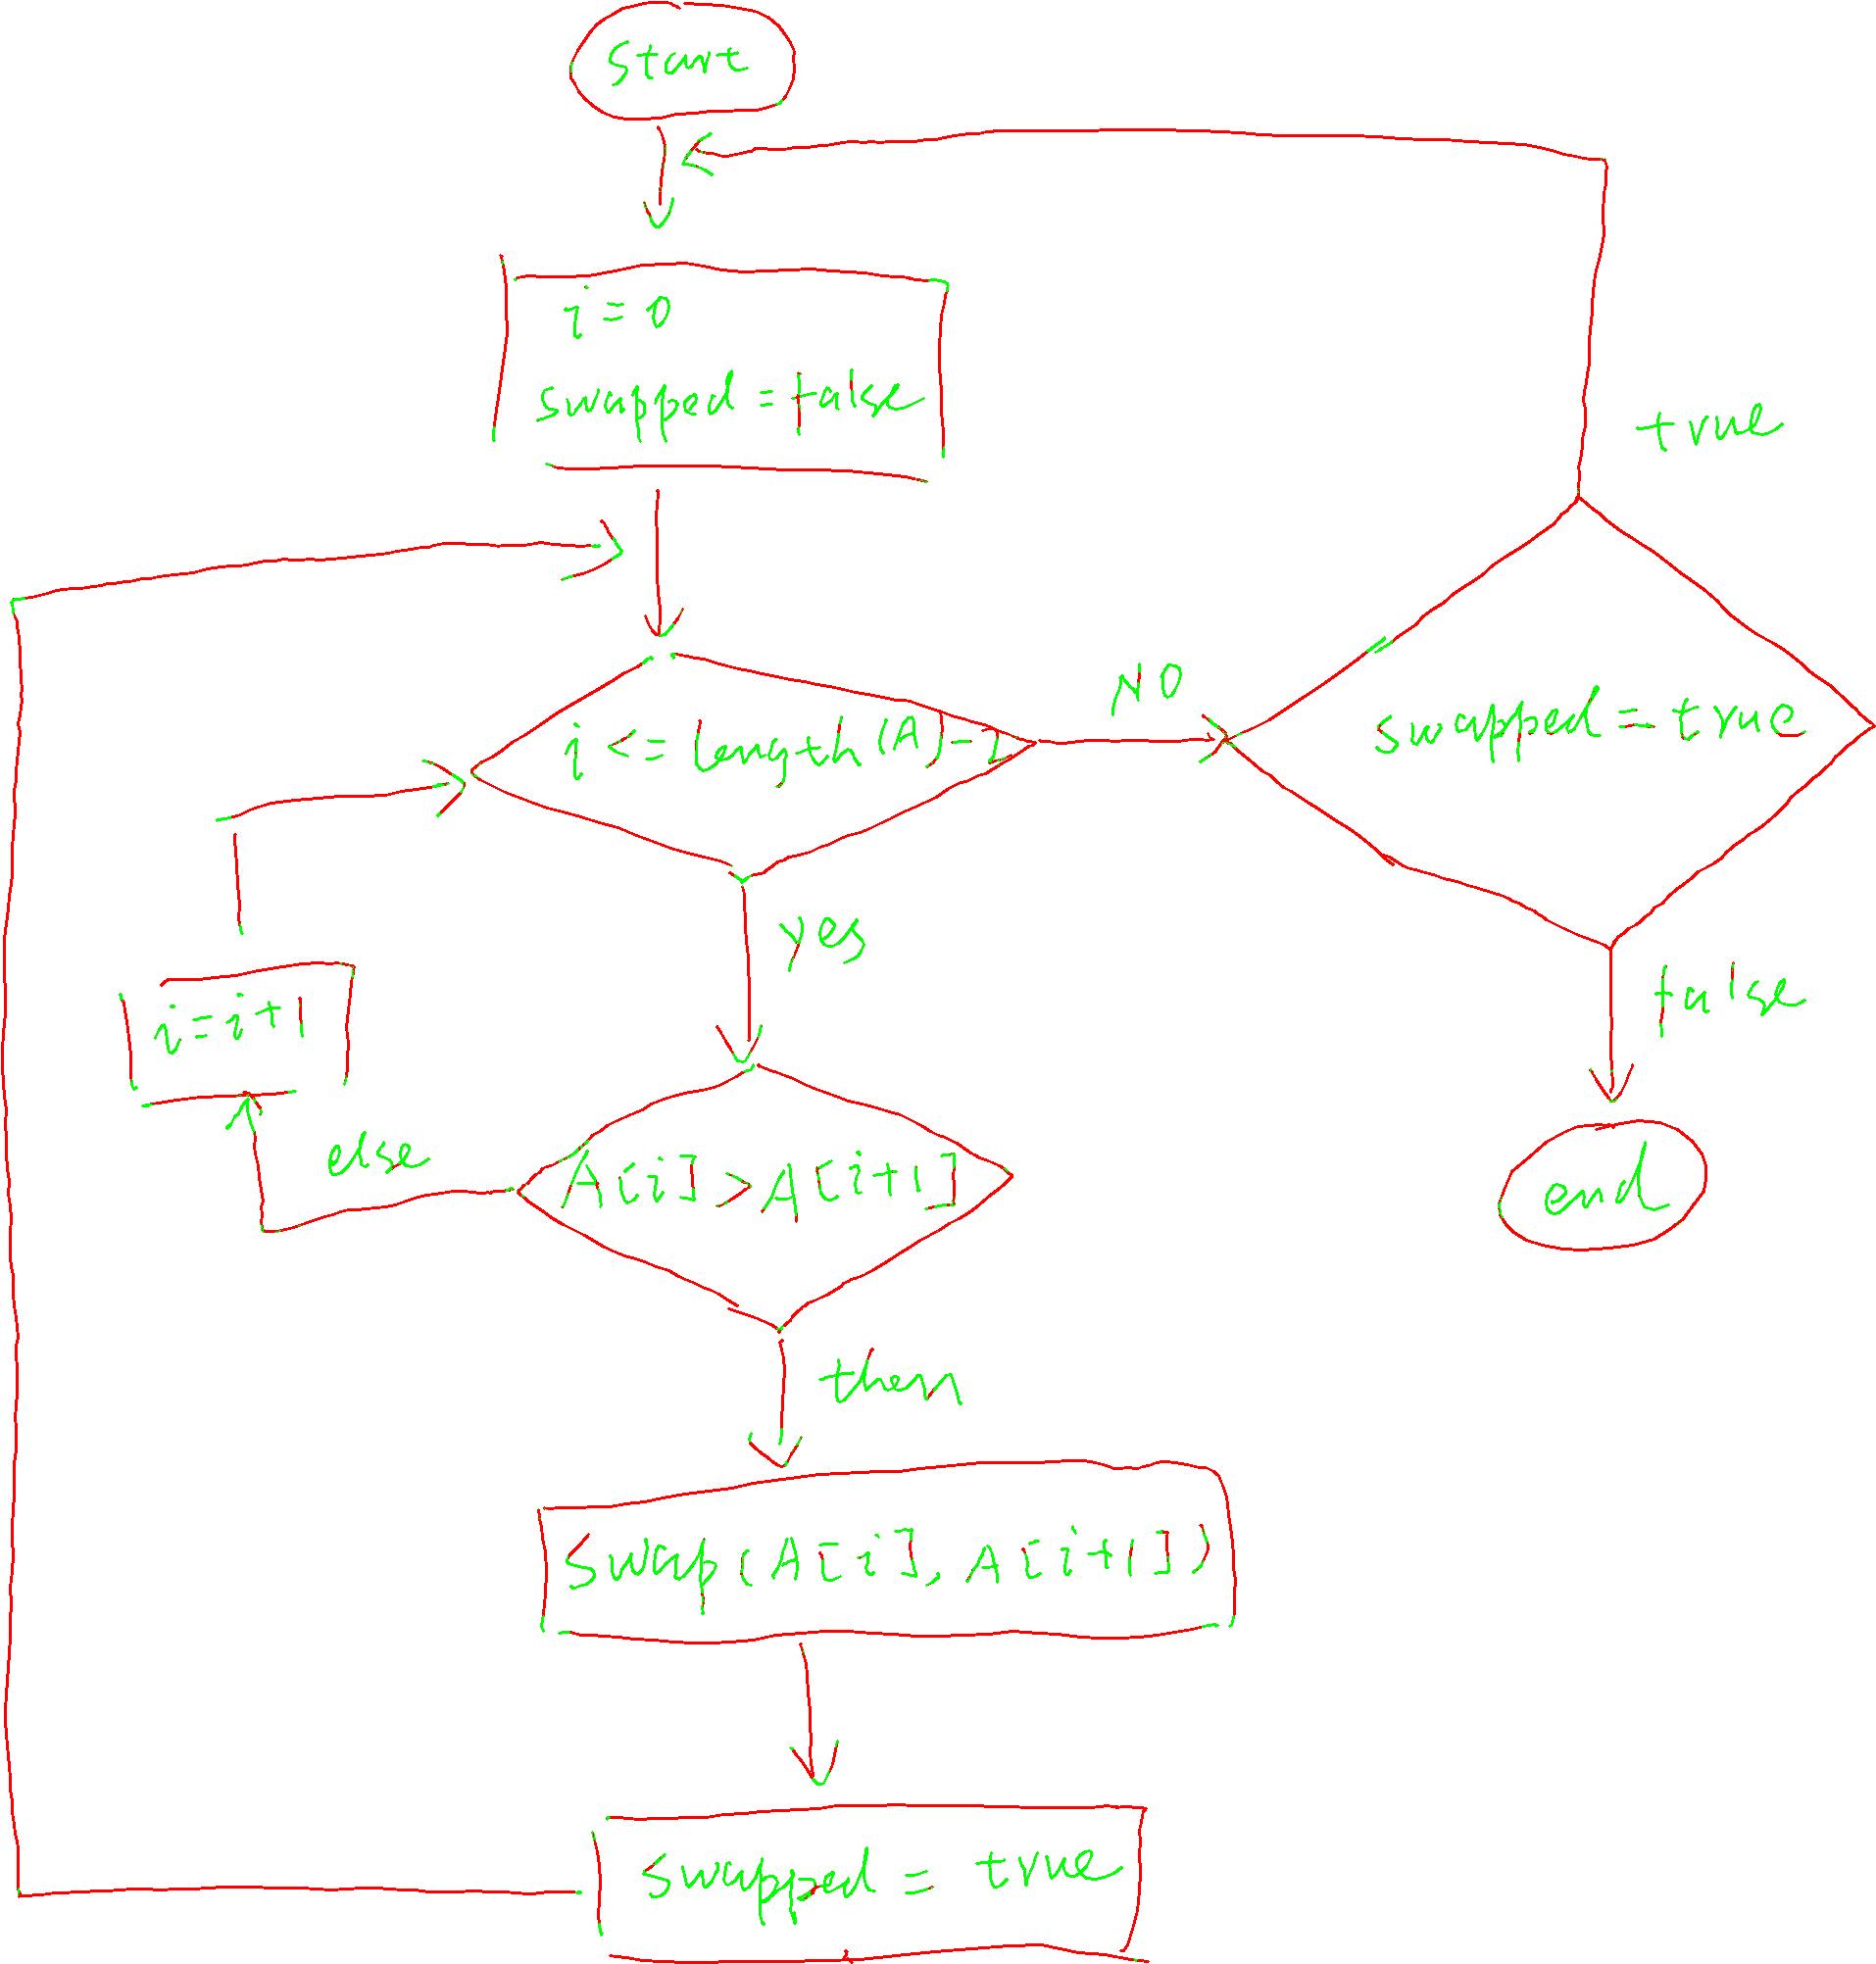 start
i = 0
swapped = false
true
i <= length(A)-2
NO
swapped = true
yes
false
i = i+1
else
A[i] > A[i+1]
end
then
swap(A[i], A[i+1])
swapped = true